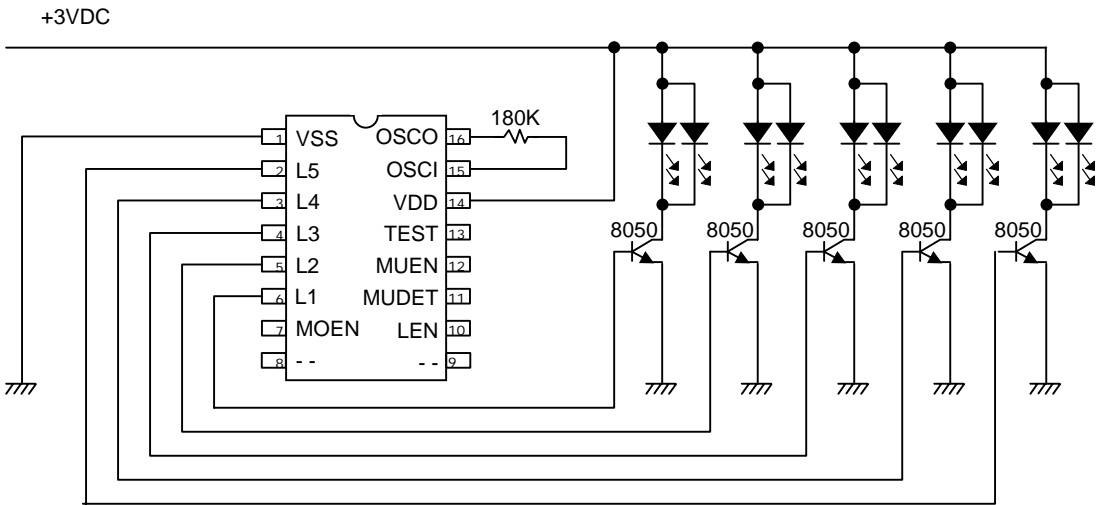 +3VDC
180K
1 VSS OSCO 16
2 L5 OSCI 15
3 L4 VDD 14
4 L3 TEST 13
5 L2 MUEN 12
6 L1 MUDET 11
7 MOEN LEN 10
8 - - - - 9
8050 8050 8050 8050 8050